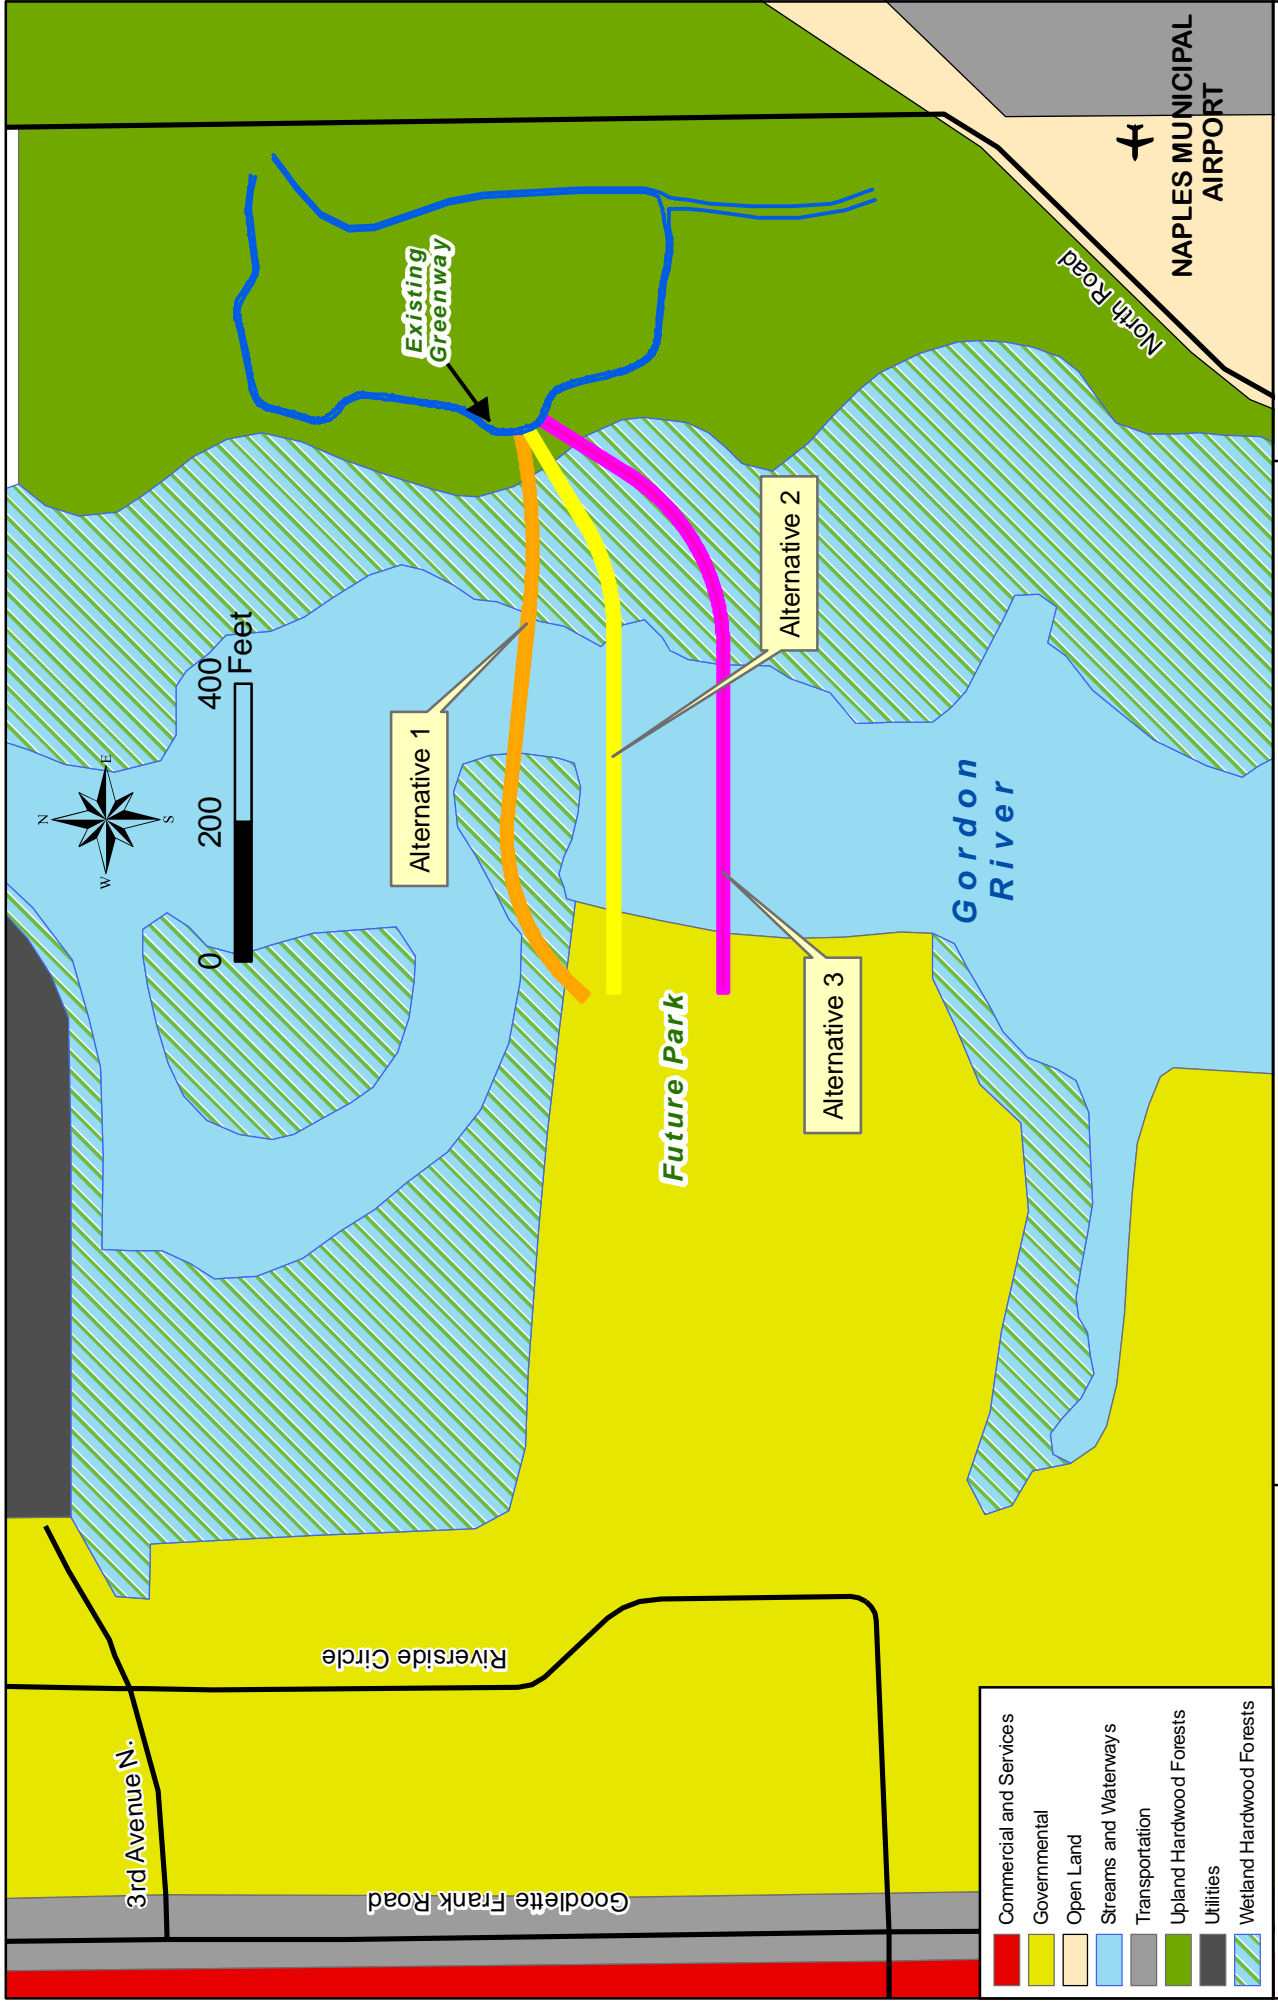 N
W
E
S
0
200
400
Feet
Existing
Greenway
Alternative 1
Alternative 2
Alternative 3
Future Park
Gordon
River
North Road
NAPLES MUNICIPAL
AIRPORT
3rd Avenue N.
Riverside Circle
Goodlette Frank Road
Commercial and Services
Governmental
Open Land
Streams and Waterways
Transportation
Upland Hardwood Forests
Utilities
Wetland Hardwood Forests